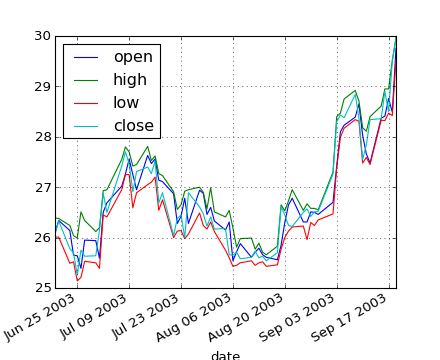 30
29
28
27
26
25
open
high
low
close
Jun 25 2003
Jul 09 2003
Jul 23 2003
Aug 06 2003
Aug 20 2003
Sep 03 2003
Sep 17 2003
date